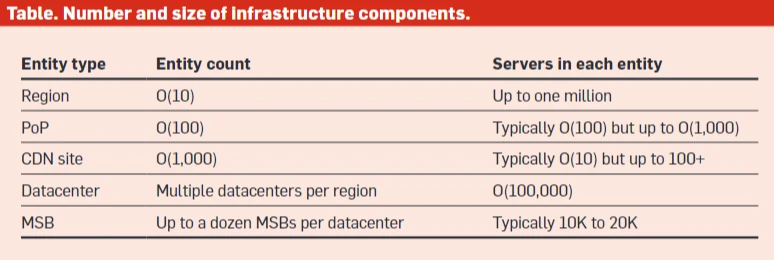 Table. Number and size of infrastructure components.
Entity type Entity count Servers in each entity
Region O(10) Up to one million
PoP O(100) Typically O(100) but up to O(1,000)
CDN site O(1,000) Typically O(10) but up to 100+
Datacenter Multiple datacenters per region O(100,000)
MSB Up to a dozen MSBs per datacenter Typically 10K to 20K